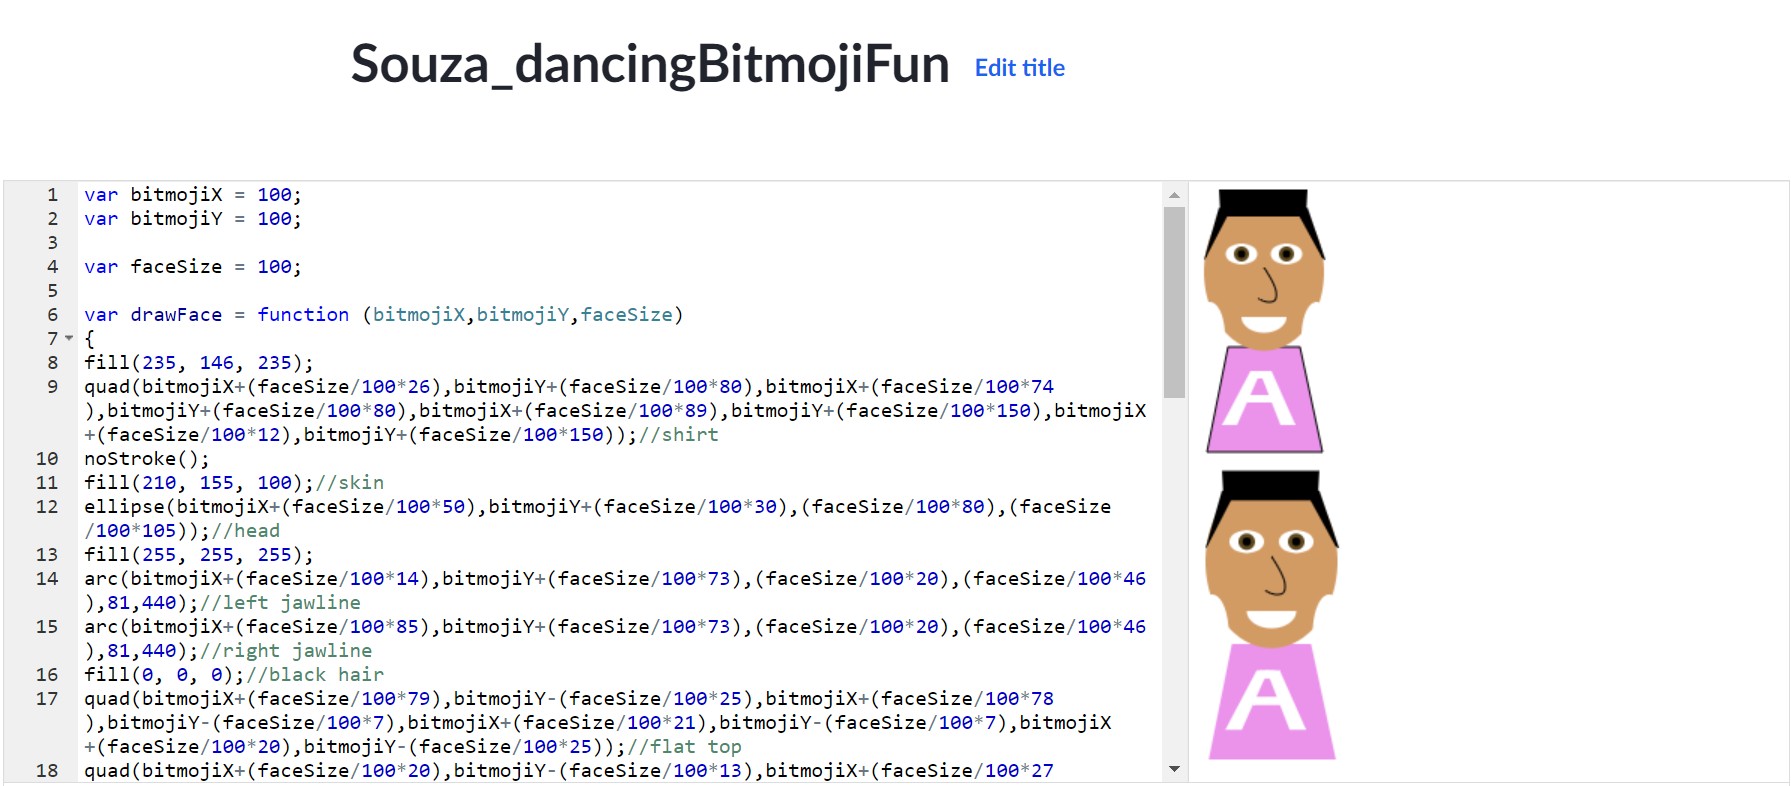 Souza_dancingBitmojiFun Edit title
1 var bitmojiX = 100;
2 var bitmojiY = 100;
3
4 var faceSize = 100;
5
6 var drawFace = function (bitmojiX,bitmojiY,faceSize)
7 {
8 fill(235, 146, 235);
9 quad(bitmojiX+(faceSize/100*26),bitmojiY+(faceSize/100*80),bitmojiX+(faceSize/100*74
),bitmojiY+(faceSize/100*80),bitmojiX+(faceSize/100*89),bitmojiY+(faceSize/100*150),bitmojiX
+(faceSize/100*12),bitmojiY+(faceSize/100*150));//shirt
10 noStroke();
11 fill(210, 155, 100);//skin
12 ellipse(bitmojiX+(faceSize/100*50),bitmojiY+(faceSize/100*30),(faceSize/100*80),(faceSize
/100*105));//head
13 fill(255, 255, 255);
14 arc(bitmojiX+(faceSize/100*14),bitmojiY+(faceSize/100*73),(faceSize/100*20),(faceSize/100*46
),81,440);//left jawline
15 arc(bitmojiX+(faceSize/100*85),bitmojiY+(faceSize/100*73),(faceSize/100*20),(faceSize/100*46
),81,440);//right jawline
16 fill(0, 0, 0);//black hair
17 quad(bitmojiX+(faceSize/100*79),bitmojiY-(faceSize/100*25),bitmojiX+(faceSize/100*78
),bitmojiY-(faceSize/100*7),bitmojiX+(faceSize/100*21),bitmojiY-(faceSize/100*7),bitmojiX
+(faceSize/100*20),bitmojiY-(faceSize/100*25));//flat top
18 quad(bitmojiX+(faceSize/100*20),bitmojiY-(faceSize/100*13),bitmojiX+(faceSize/100*27
A
A